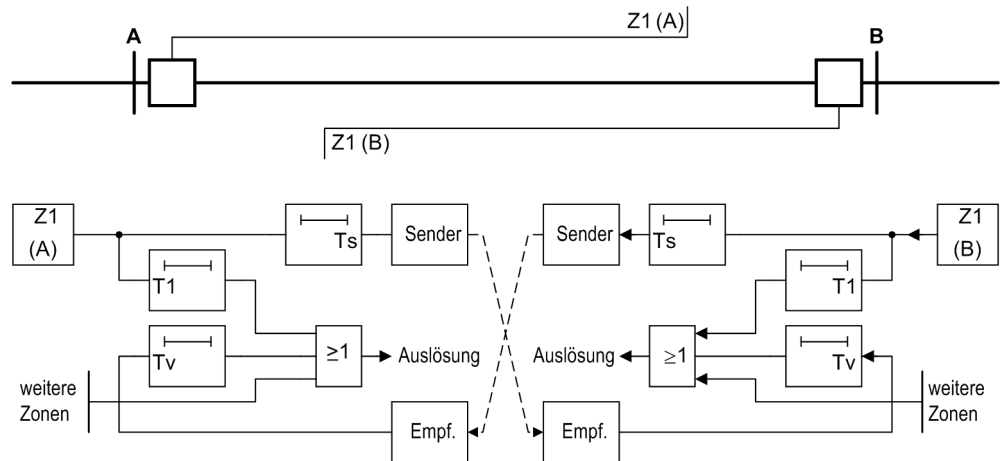 Z1 (A)
A
B
Z1 (B)
Z1
(A)
Ts
Sender
Sender
Ts
Z1
(B)
T1
T1
Tv
≥1
Auslösung
Auslösung
≥1
Tv
weitere
Zonen
weitere
Zonen
Empf.
Empf.